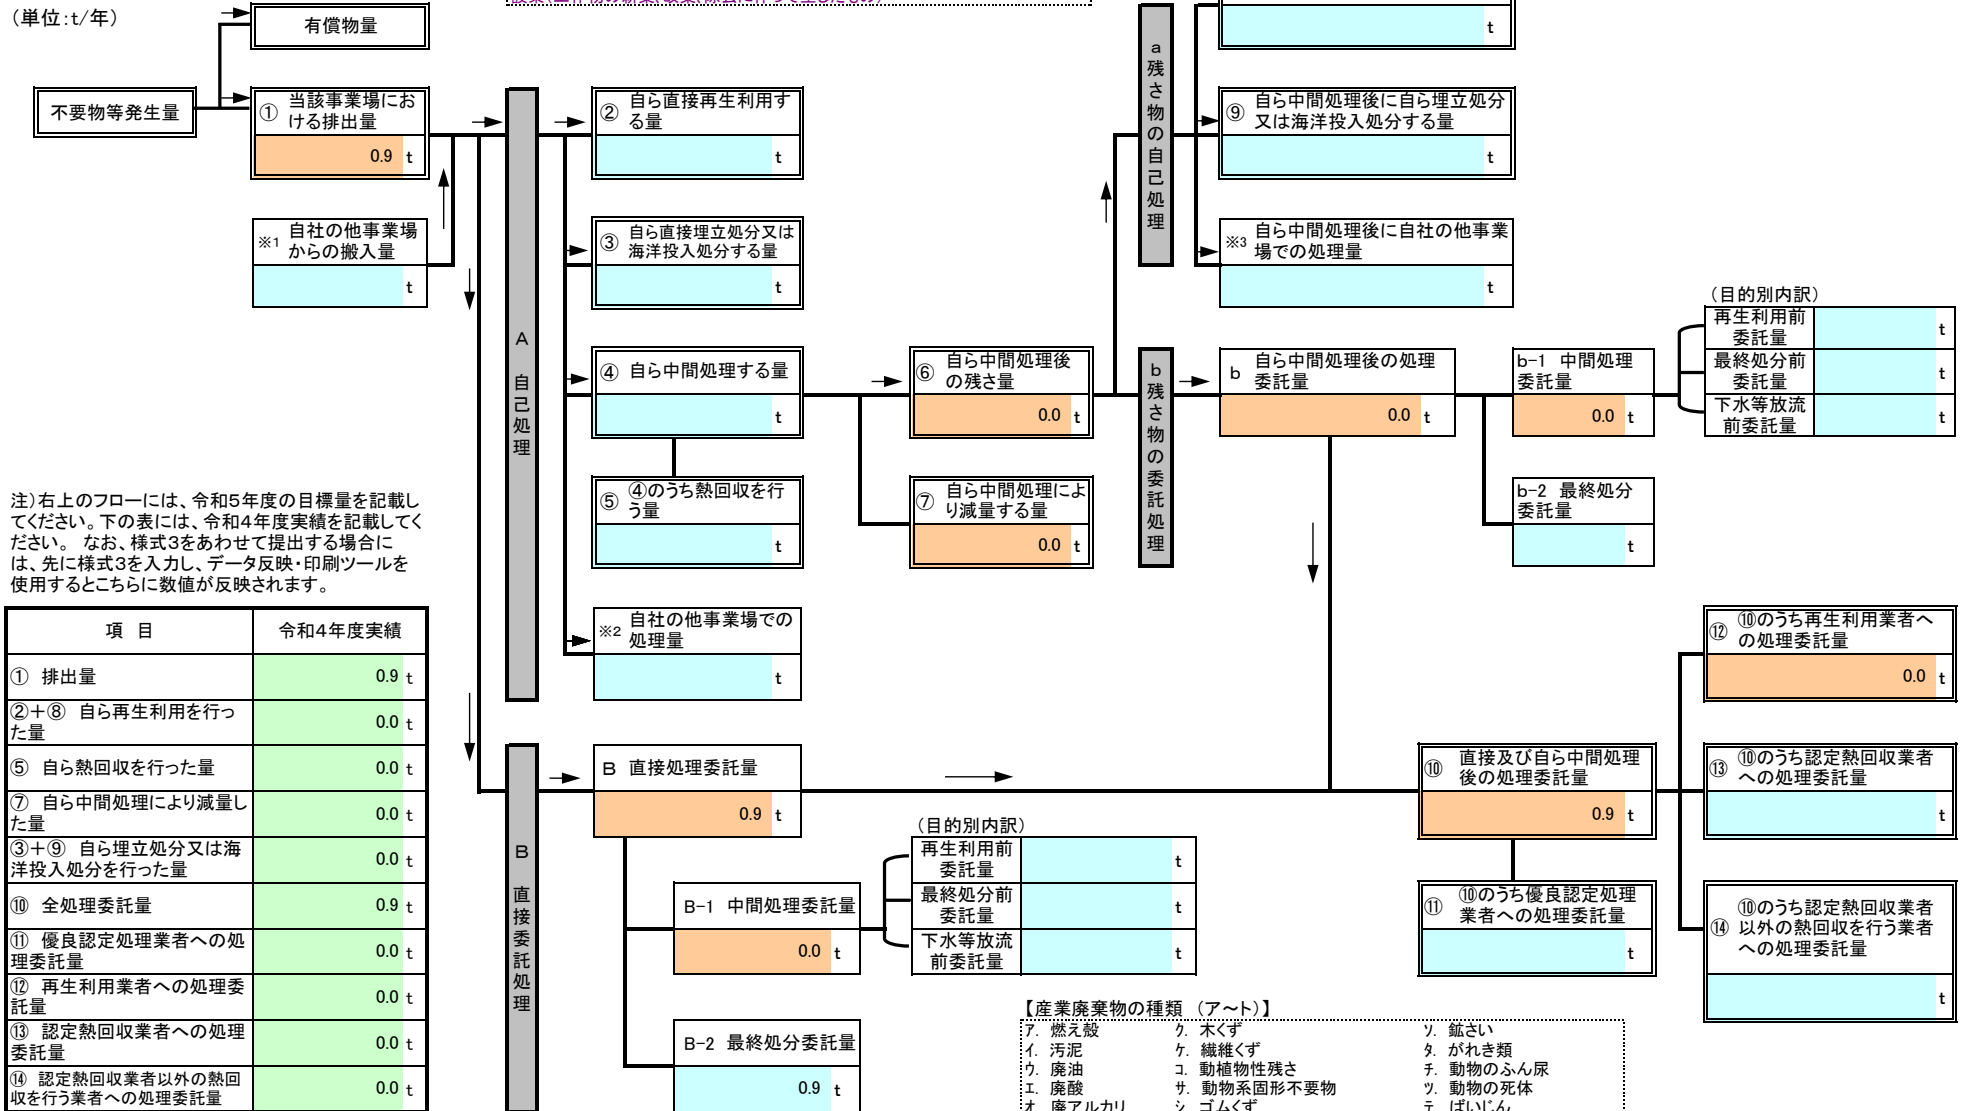 (単位:t/年)
有償物量
t
不要物等発生量
① 当該事業場にお
ける排出量
0.9 t
※1 自社の他事業場
からの搬入量
t
A 自己処理
② 自ら直接再生利用す
る量
t
③ 自ら直接埋立処分又は
海洋投入処分する量
t
④ 自ら中間処理する量
t
⑤ ④のうち熱回収を行
う量
t
※2 自社の他事業場での
処理量
t
⑥ 自ら中間処理後
の残さ量
0.0 t
⑦ 自ら中間処理によ
り減量する量
0.0 t
a 残さ物の自己処理
⑨ 自ら中間処理後に自ら埋立処分
又は海洋投入処分する量
t
※3 自ら中間処理後に自社の他事業
場での処理量
t
b 残さ物の委託処理
b 自ら中間処理後の処理
委託量
0.0 t
b-1 中間処理
委託量
0.0 t
(目的別内訳)
再生利用前
委託量
t
最終処分前
委託量
t
下水等放流
前委託量
t
b-2 最終処分
委託量
t
注)右上のフローには、令和5年度の目標量を記載し
てください。下の表には、令和4年度実績を記載してく
ださい。 なお、様式3をあわせて提出する場合に
は、先に様式3を入力し、データ反映・印刷ツールを
使用するとこちらに数値が反映されます。
項 目 令和4年度実績
① 排出量 0.9 t
②+⑧ 自ら再生利用を行っ
た量 0.0 t
⑤ 自ら熱回収を行った量 0.0 t
⑦ 自ら中間処理により減量し
た量 0.0 t
③+⑨ 自ら埋立処分又は海
洋投入処分を行った量 0.0 t
⑩ 全処理委託量 0.9 t
⑪ 優良認定処理業者への処
理委託量 0.0 t
⑫ 再生利用業者への処理委
託量 0.0 t
⑬ 認定熱回収業者への処理
委託量 0.0 t
⑭ 認定熱回収業者以外の熱回
収を行う業者への処理委託量 0.0 t
B 直接委託処理
B 直接処理委託量
0.9 t
B-1 中間処理委託量
0.0 t
(目的別内訳)
再生利用前
委託量
t
最終処分前
委託量
t
下水等放流
前委託量
t
B-2 最終処分委託量
0.9 t
⑩ 直接及び自ら中間処理
後の処理委託量
0.9 t
⑪ ⑩のうち優良認定処理
業者への処理委託量
t
⑫ ⑩のうち再生利用業者へ
の処理委託量
0.0 t
⑬ ⑩のうち認定熱回収業者
への処理委託量
t
⑭ ⑩のうち認定熱回収業者
以外の熱回収を行う業者
への処理委託量
t
【産業廃棄物の種類 (ア~ト)】
ア. 燃え殻 ク. 木くず ソ. 鉱さい
イ. 汚泥 ケ. 繊維くず タ. がれき類
ウ. 廃油 コ. 動植物性残さ チ. 動物のふん尿
エ. 廃酸 サ. 動物系固形不要物 ツ. 動物の死体
オ. 廃アルカリ シ. ゴムくず テ. ばいじん